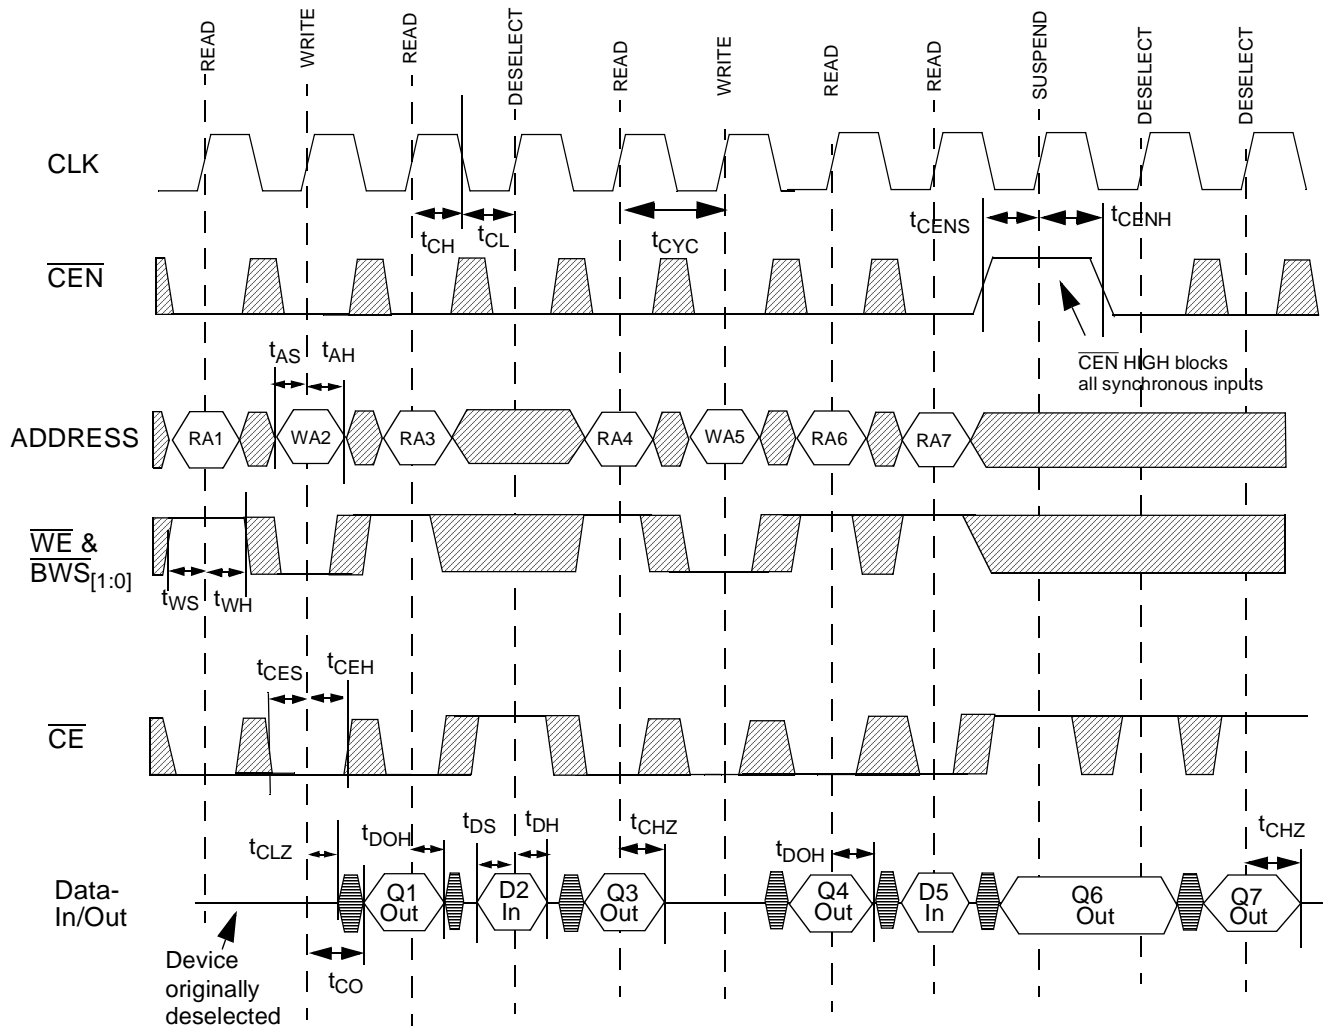 READ
WRITE
READ
DESELECT
READ
WRITE
READ
READ
SUSPEND
DESELECT
DESELECT
CLK
tCH
tCL
tCYC
tCENS
tCENH
CEN
CEN HIGH blocks
all synchronous inputs
tAS
tAH
ADDRESS
RA1
WA2
RA3
RA4
WA5
RA6
RA7
WE &
BWS[1:0]
tWS
tWH
tCES
tCEH
CE
tCLZ
tDOH
tDS
tDH
tCHZ
tDOH
tCHZ
Data-
In/Out
Q1
Out
D2
In
Q3
Out
Q4
Out
D5
In
Q6
Out
Q7
Out
tCO
Device
originally
deselected